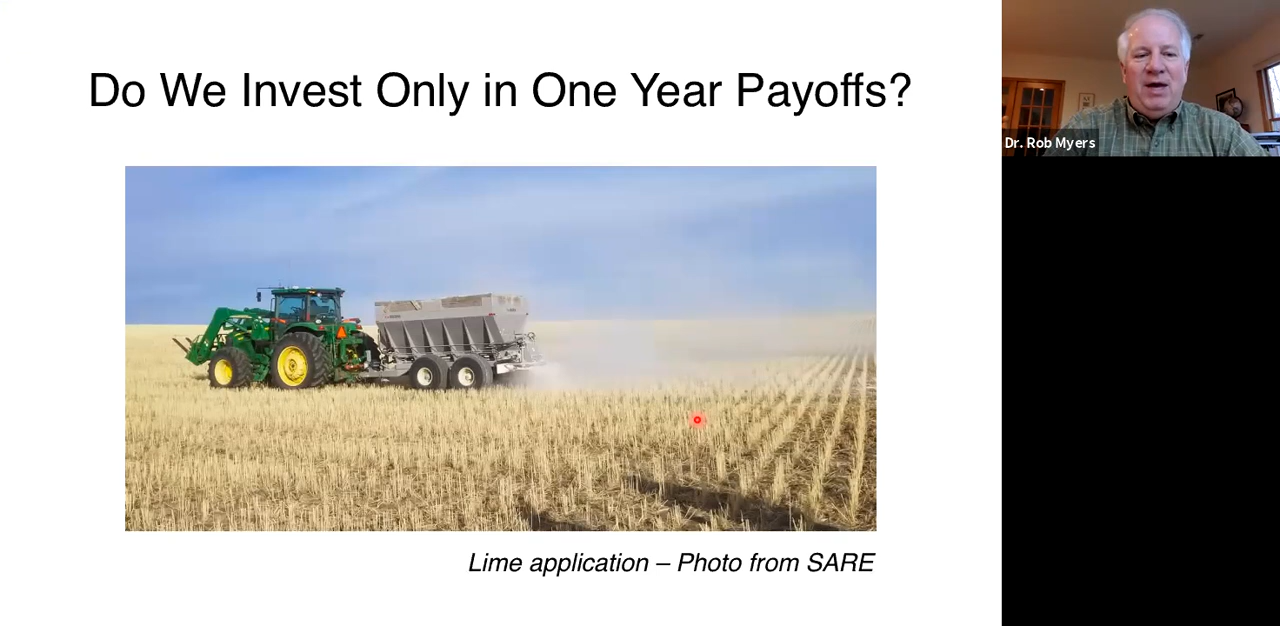 Do We Invest Only in One Year Payoffs?
Dr. Rob Myers
Lime application – Photo from SARE